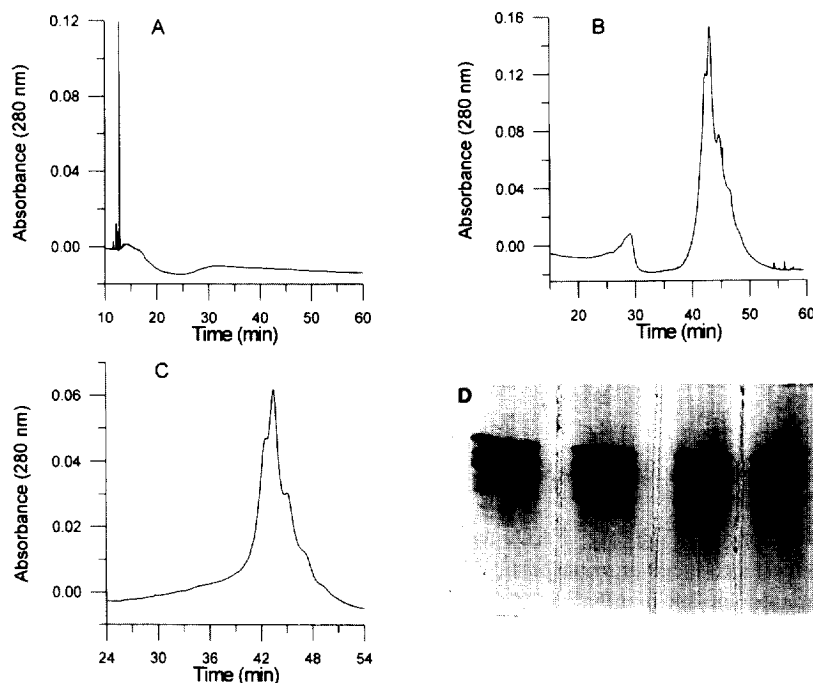 A
Absorbance (280 nm)
0.12
0.08
0.04
0.00
10 20 30 40 50 60
Time (min)
B
Absorbance (280 nm)
0.16
0.12
0.08
0.04
0.00
20 30 40 50 60
Time (min)
C
Absorbance (280 nm)
0.06
0.04
0.02
0.00
24 30 36 42 48 54
Time (min)
D